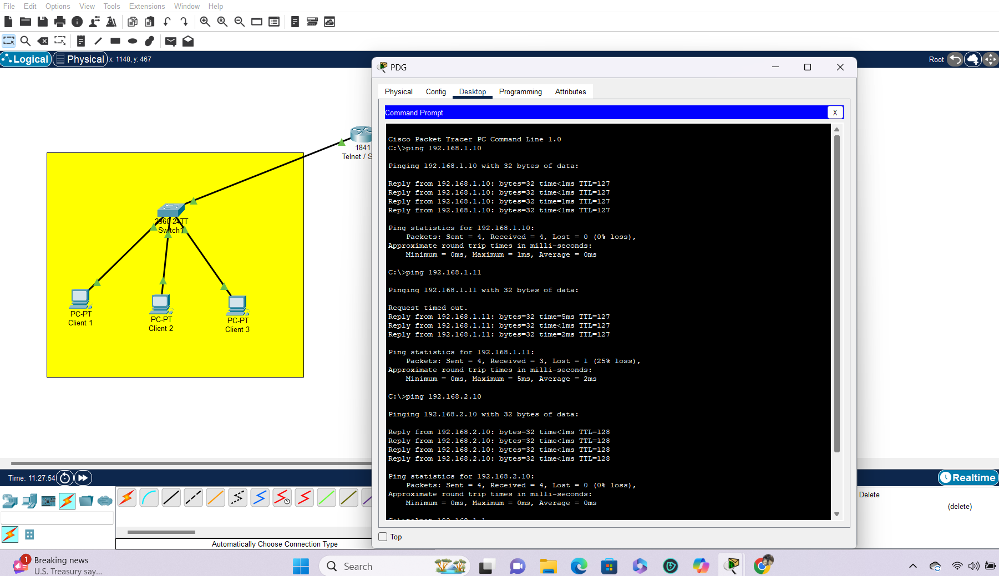 File Edit Options View Tools Extensions Window Help
Logical Physical x: 1148, y: 467
Root
PDG
Physical Config Desktop Programming Attributes
Command Prompt X
Cisco Packet Tracer PC Command Line 1.0
C:\>ping 192.168.1.10
Pinging 192.168.1.10 with 32 bytes of data:
Reply from 192.168.1.10: bytes=32 time<1ms TTL=127
Reply from 192.168.1.10: bytes=32 time<1ms TTL=127
Reply from 192.168.1.10: bytes=32 time=1ms TTL=127
Reply from 192.168.1.10: bytes=32 time<1ms TTL=127
Ping statistics for 192.168.1.10:
Packets: Sent = 4, Received = 4, Lost = 0 (0% loss),
Approximate round trip times in milli-seconds:
Minimum = 0ms, Maximum = 1ms, Average = 0ms
C:\>ping 192.168.1.11
Pinging 192.168.1.11 with 32 bytes of data:
Request timed out.
Reply from 192.168.1.11: bytes=32 time=5ms TTL=127
Reply from 192.168.1.11: bytes=32 time<1ms TTL=127
Reply from 192.168.1.11: bytes=32 time=2ms TTL=127
Ping statistics for 192.168.1.11:
Packets: Sent = 4, Received = 3, Lost = 1 (25% loss),
Approximate round trip times in milli-seconds:
Minimum = 0ms, Maximum = 5ms, Average = 2ms
C:\>ping 192.168.2.10
Pinging 192.168.2.10 with 32 bytes of data:
Reply from 192.168.2.10: bytes=32 time<1ms TTL=128
Reply from 192.168.2.10: bytes=32 time<1ms TTL=128
Reply from 192.168.2.10: bytes=32 time<1ms TTL=128
Reply from 192.168.2.10: bytes=32 time<1ms TTL=128
Ping statistics for 192.168.2.10:
Packets: Sent = 4, Received = 4, Lost = 0 (0% loss),
Approximate round trip times in milli-seconds:
Minimum = 0ms, Maximum = 0ms, Average = 0ms
C:\>telnet 192.168.1.1
Top
1841
Telnet / S
2960-24TT
Switch1
PC-PT
Client 1
PC-PT
Client 2
PC-PT
Client 3
Time: 11:27:54
Realtime
Delete
(delete)
Automatically Choose Connection Type
1
Breaking news
U.S. Treasury say...
Search